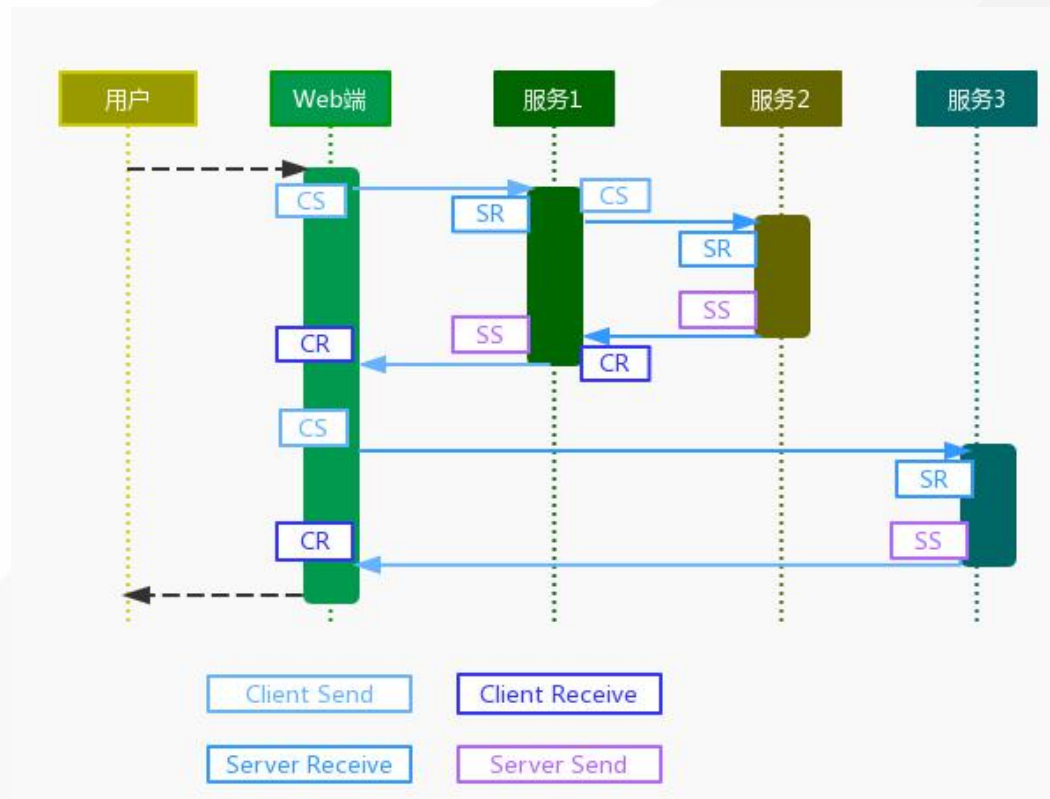 用户
Web端
服务1
服务2
服务3
CS
SR
CS
SR
SS
SS
CR
CR
CS
SR
SS
CR
Client Send
Client Receive
Server Receive
Server Send